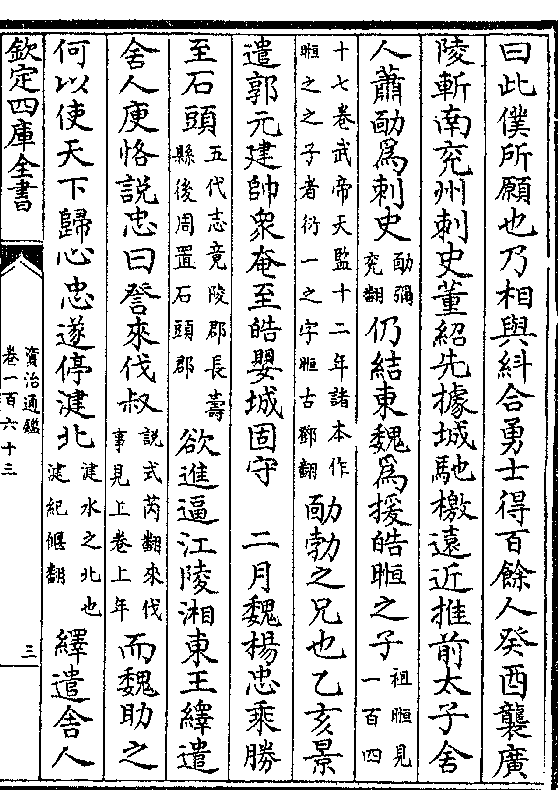 曰此僕所願也乃相與糾合勇士得百餘人癸酉襲廣
陵斬南兖州刺史董紹先據城馳檄遠近推前太子舍
人蕭勔爲刺史勔彌兖翻仍結東魏爲援皓暅之子祖暅見一百四
十七卷武帝天監十二年諸本作暅之之子者衍一之字暅古鄧翻勔勃之兄也乙亥景
遣郭元建帥衆奄至皓嬰城固守 二月魏楊忠乘勝
至石頭五代志竟陵郡長壽縣後周置石頭郡欲進逼江陵湘東王繹遣
舍人庾恪說忠曰詧來伐叔說式芮翻來伐事見上卷上年而魏助之
何以使天下歸心忠遂停湕北湕水之北也湕紀偃翻繹遣舍人
欽定四庫全書
資治通鑑
卷一百六十三
三